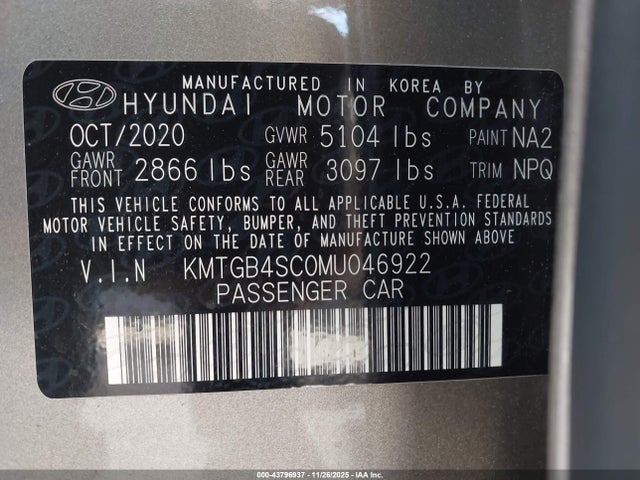 MANUFACTURED IN KOREA BY
HYUNDAI MOTOR COMPANY
OCT/2020 GVWR 5104 lbs PAINT NA2
GAWR FRONT 2866 lbs GAWR REAR 3097 lbs TRIM NPQ
THIS VEHICLE CONFORMS TO ALL APPLICABLE U.S.A. FEDERAL
MOTOR VEHICLE SAFETY, BUMPER, AND THEFT PREVENTION STANDARDS
IN EFFECT ON THE DATE OF MANUFACTURE SHOWN ABOVE
V.I.N KMTGB4SC0MU046922
PASSENGER CAR
000-43796937 - 11/26/2025 - IAA Inc.